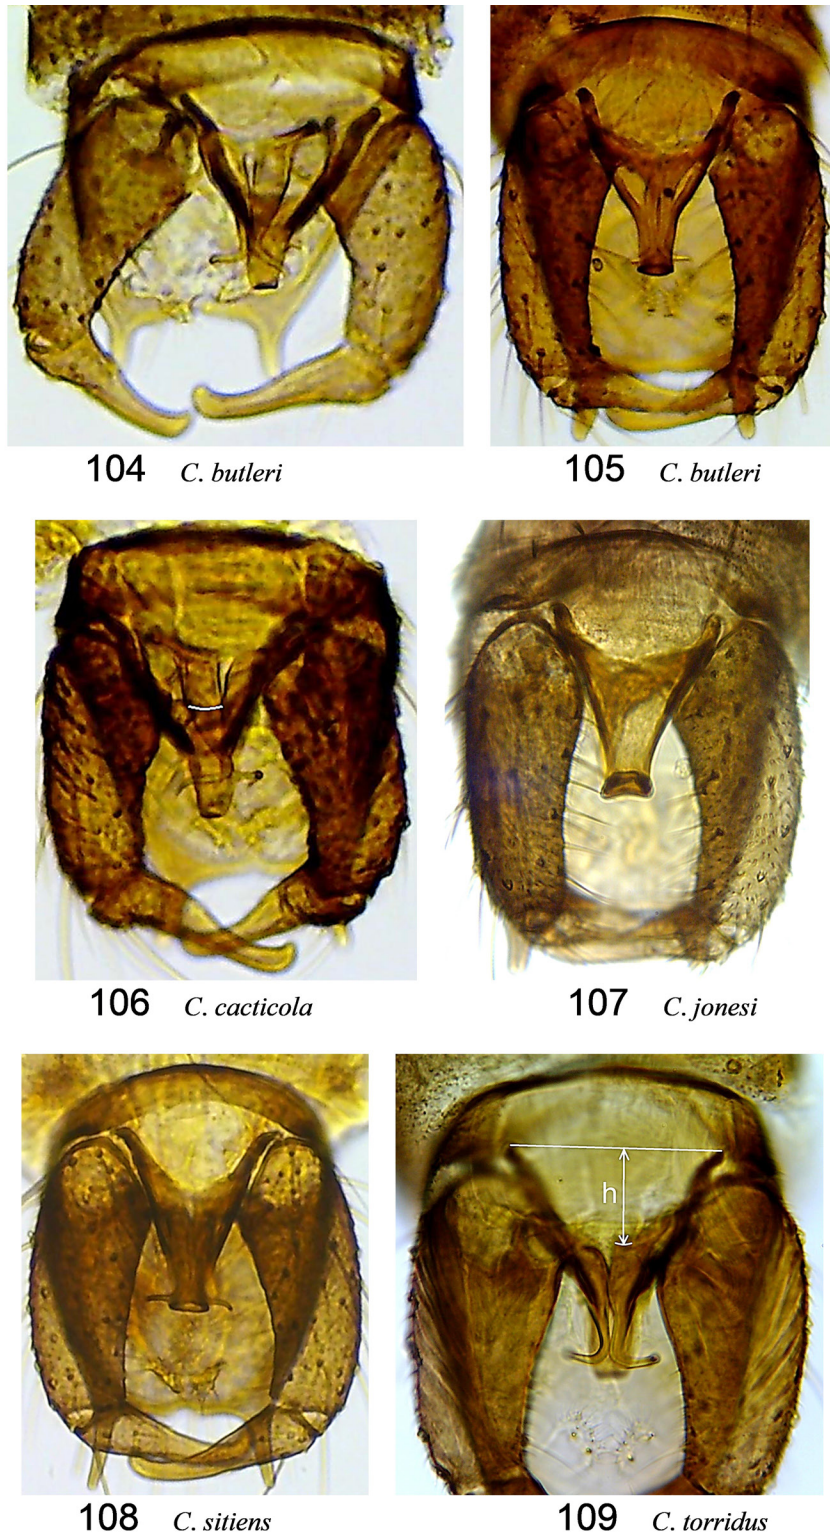 104 C. butleri
105 C. butleri
106 C. cacticola
107 C. jonesi
h
108 C. sitiens
109 C. torridus